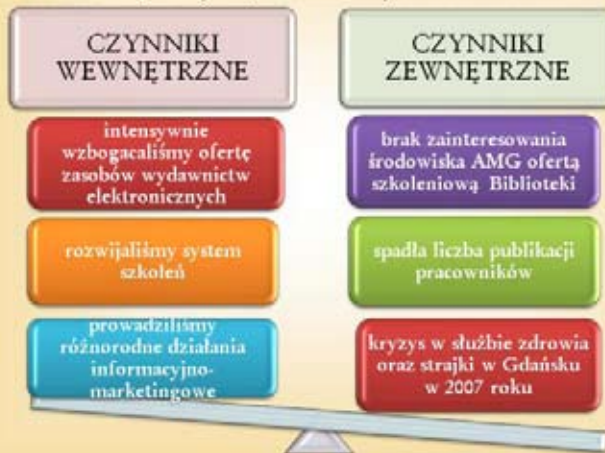 CZYNNIKI
WEWNĘTRZNE
intensywnie
wzbogacaliśmy ofertę
zasobów wydawnictw
elektronicznych
rozwijaliśmy system
szkoleń
prowadziliśmy
różnorodne działania
informacyjno-
marketingowe
CZYNNIKI
ZEWNĘTRZNE
brak zainteresowania
środowiska AMG ofertą
szkoleniową Biblioteki
spadła liczba publikacji
pracowników
kryzys w służbie zdrowia
oraz strajki w Gdańsku
w 2007 roku